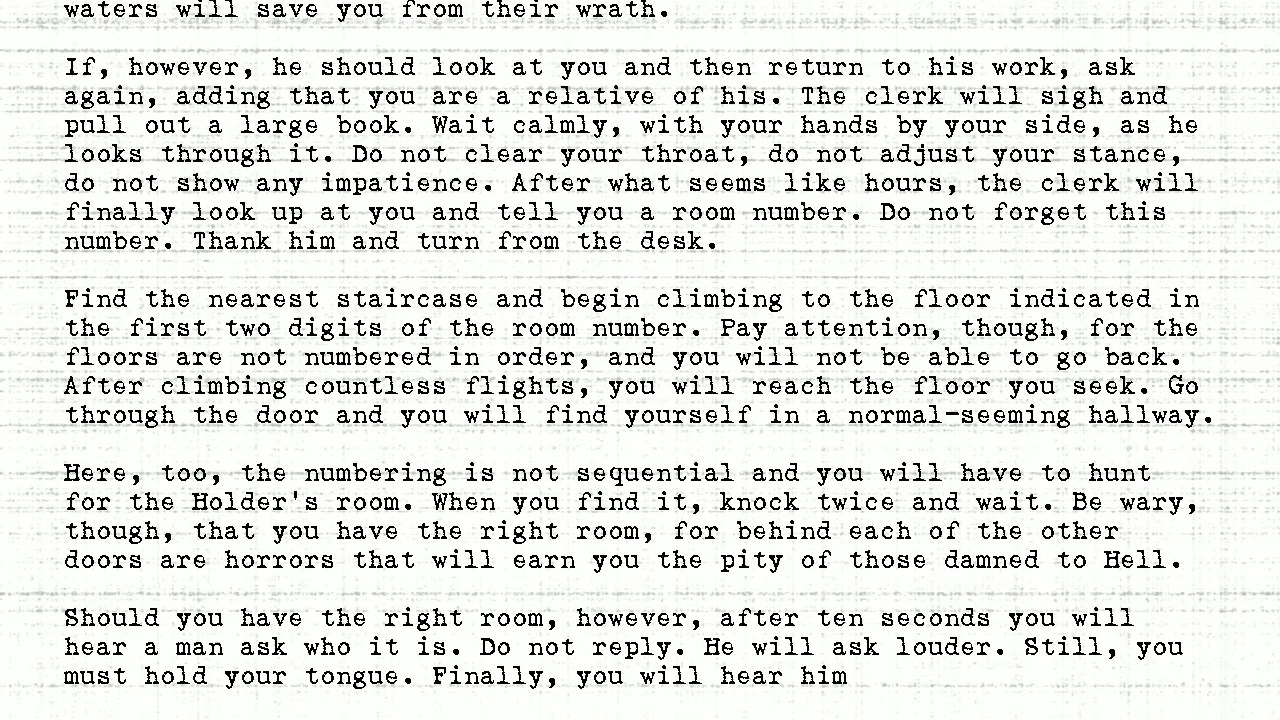 waters will save you from their wrath.
If, however, he should look at you and then return to his work, ask
again, adding that you are a relative of his. The clerk will sigh and
pull out a large book. Wait calmly, with your hands by your side, as he
looks through it. Do not clear your throat, do not adjust your stance,
do not show any impatience. After what seems like hours, the clerk will
finally look up at you and tell you a room number. Do not forget this
number. Thank him and turn from the desk.
Find the nearest staircase and begin climbing to the floor indicated in
the first two digits of the room number. Pay attention, though, for the
floors are not numbered in order, and you will not be able to go back.
After climbing countless flights, you will reach the floor you seek. Go
through the door and you will find yourself in a normal-seeming hallway.
Here, too, the numbering is not sequential and you will have to hunt
for the Holder's room. When you find it, knock twice and wait. Be wary,
though, that you have the right room, for behind each of the other
doors are horrors that will earn you the pity of those damned to Hell.
Should you have the right room, however, after ten seconds you will
hear a man ask who it is. Do not reply. He will ask louder. Still, you
must hold your tongue. Finally, you will hear him